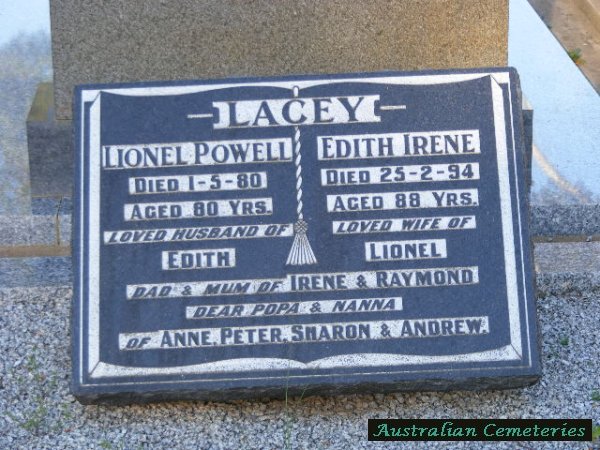 LACEY
LIONEL POWELL
DIED 1-5-80
AGED 80 YRS.
LOVED HUSBAND OF
EDITH
EDITH IRENE
DIED 25-2-94
AGED 88 YRS.
LOVED WIFE OF
LIONEL
DAD & MUM OF IRENE & RAYMOND
DEAR POPA & NANNA
OF ANNE, PETER, SHARON & ANDREW.
Australian Cemeteries